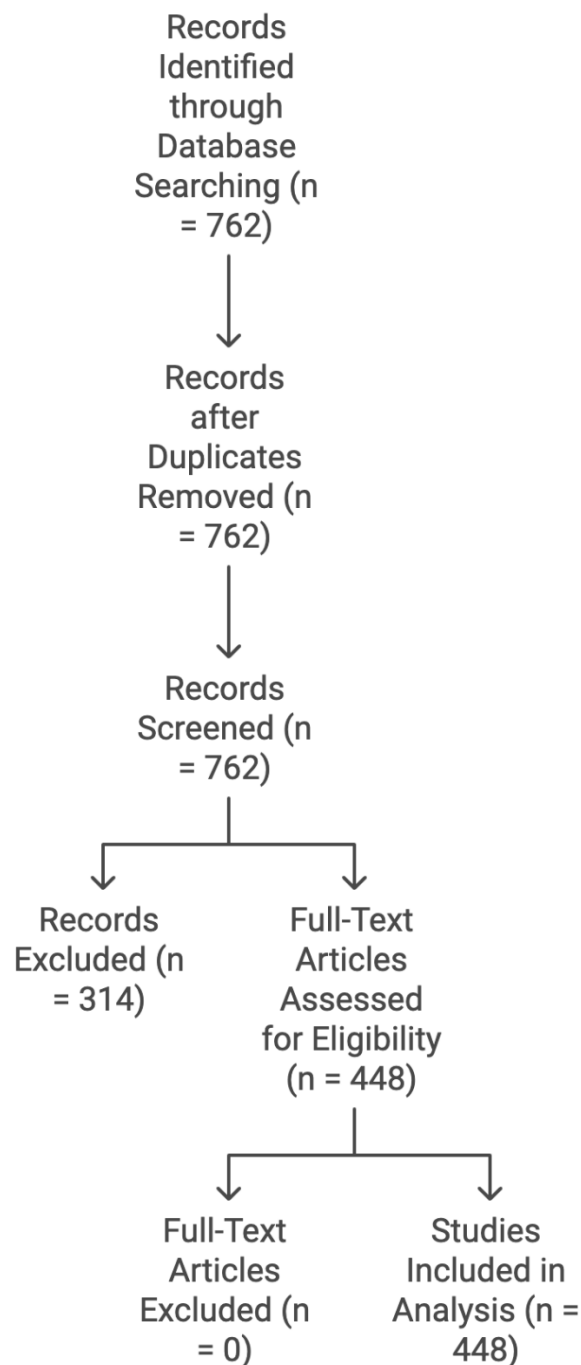 Records
Identified
through
Database
Searching (n
= 762)
Records
after
Duplicates
Removed (n
= 762)
Records
Screened (n
= 762)
Records
Excluded (n
= 314)
Full-Text
Articles
Assessed
for Eligibility
(n = 448)
Full-Text
Articles
Excluded (n
= 0)
Studies
Included in
Analysis (n =
448)